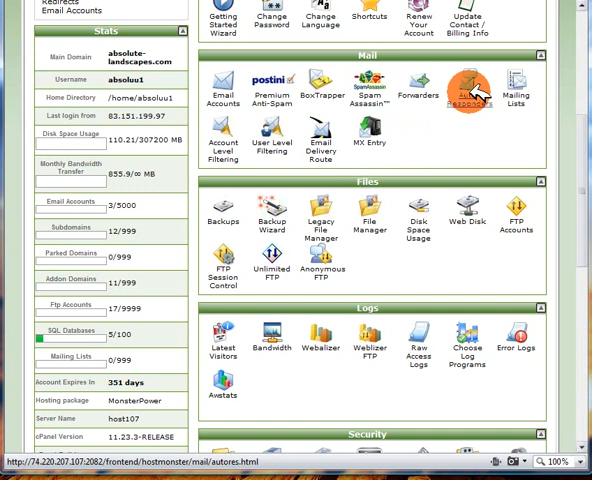 Redirects
Email Accounts
Stats
Main Domain absolute-landscapes.com
Username absoluu1
Home Directory /home/absoluu1
Last login from 83.151.199.97
Disk Space Usage 110.21/307200 MB
Monthly Bandwidth Transfer 855.9/∞ MB
Email Accounts 3/5000
Subdomains 12/999
Parked Domains 0/999
Addon Domains 11/999
Ftp Accounts 17/9999
SQL Databases 5/100
Mailing Lists 0/999
Account Expires In 351 days
Hosting package MonsterPower
Server Name host107
cPanel Version 11.23.3-RELEASE
Getting Started Wizard
Change Password
Change Language
Shortcuts
Renew Your Account
Update Contact / Billing Info
Mail
Email Accounts
postini
Premium Anti-Spam
BoxTrapper
SpamAssassin
Spam Assassin™
Forwarders
Auto Responders
Mailing Lists
Account Level Filtering
User Level Filtering
Email Delivery Route
MX Entry
Files
Backups
Backup Wizard
Legacy File Manager
File Manager
Disk Space Usage
Web Disk
FTP Accounts
FTP Session Control
Unlimited FTP
Anonymous FTP
Logs
Latest Visitors
Bandwidth
Webalizer
Weblizer FTP
Raw Access Logs
Choose Log Programs
Error Logs
Awstats
Security
http://74.220.207.107:2082/frontend/hostmonster/mail/autores.html
100%